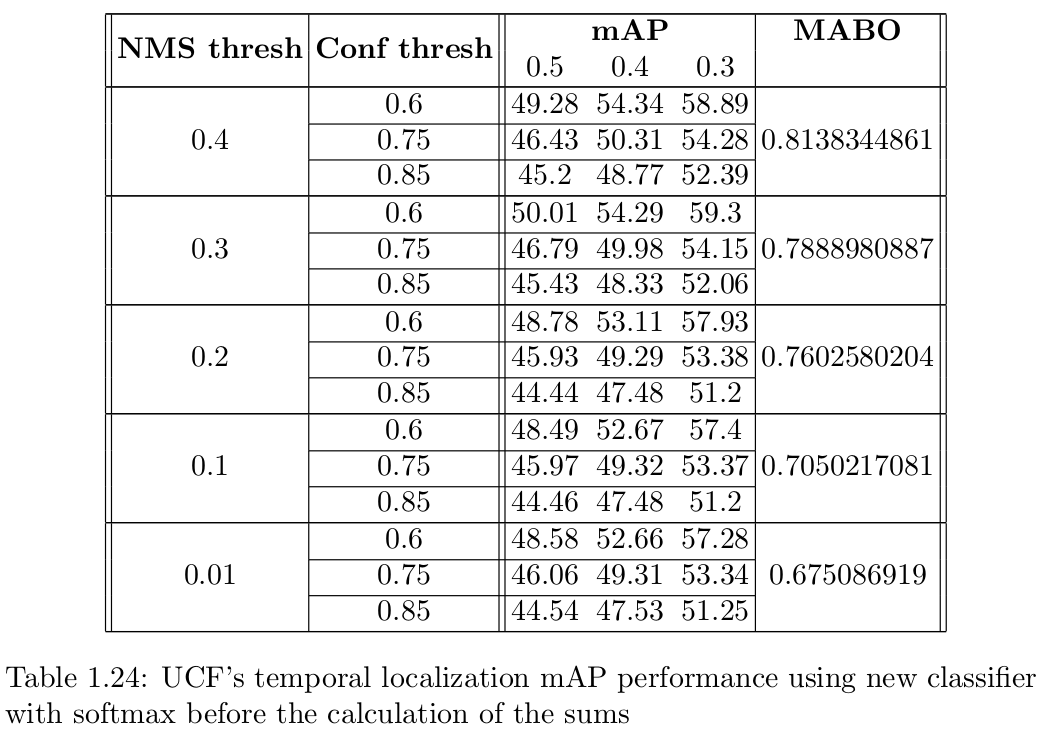 NMS thresh Conf thresh mAP MABO
0.5 0.4 0.3
0.4 0.6 49.28 54.34 58.89 0.8138344861
0.75 46.43 50.31 54.28
0.85 45.2 48.77 52.39
0.3 0.6 50.01 54.29 59.3 0.7888980887
0.75 46.79 49.98 54.15
0.85 45.43 48.33 52.06
0.2 0.6 48.78 53.11 57.93 0.7602580204
0.75 45.93 49.29 53.38
0.85 44.44 47.48 51.2
0.1 0.6 48.49 52.67 57.4 0.7050217081
0.75 45.97 49.32 53.37
0.85 44.46 47.48 51.2
0.01 0.6 48.58 52.66 57.28 0.675086919
0.75 46.06 49.31 53.34
0.85 44.54 47.53 51.25
Table 1.24: UCF's temporal localization mAP performance using new classifier
with softmax before the calculation of the sums